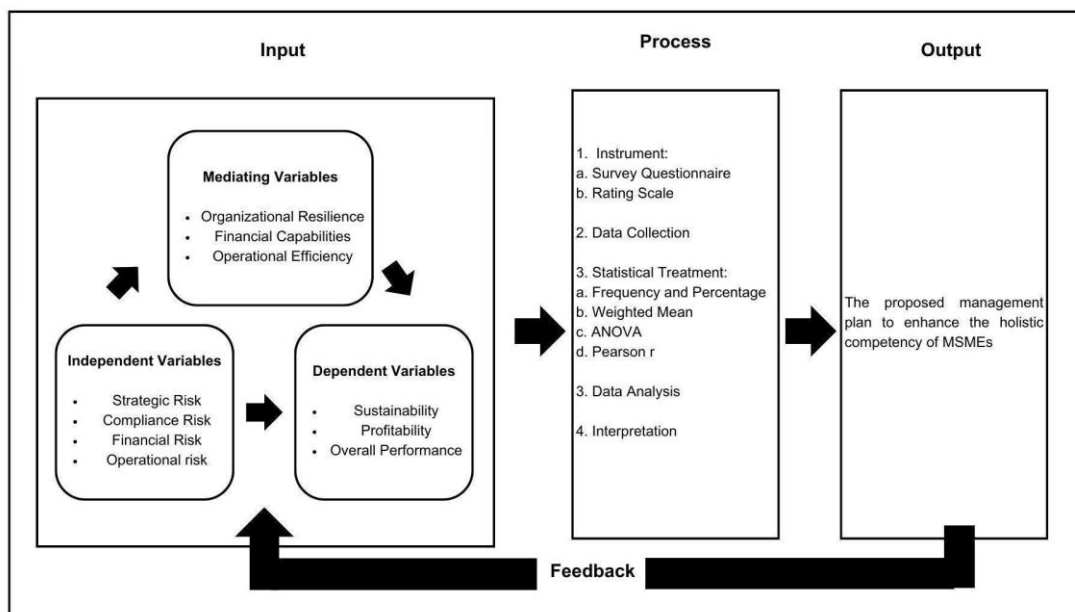 Input
Process
Output
Mediating Variables
• Organizational Resilience
• Financial Capabilities
• Operational Efficiency
Independent Variables
• Strategic Risk
• Compliance Risk
• Financial Risk
• Operational risk
Dependent Variables
• Sustainability
• Profitability
• Overall Performance
1. Instrument:
a. Survey Questionnaire
b. Rating Scale
2. Data Collection
3. Statistical Treatment:
a. Frequency and Percentage
b. Weighted Mean
c. ANOVA
d. Pearson r
3. Data Analysis
4. Interpretation
The proposed management
plan to enhance the holistic
competency of MSMEs
Feedback